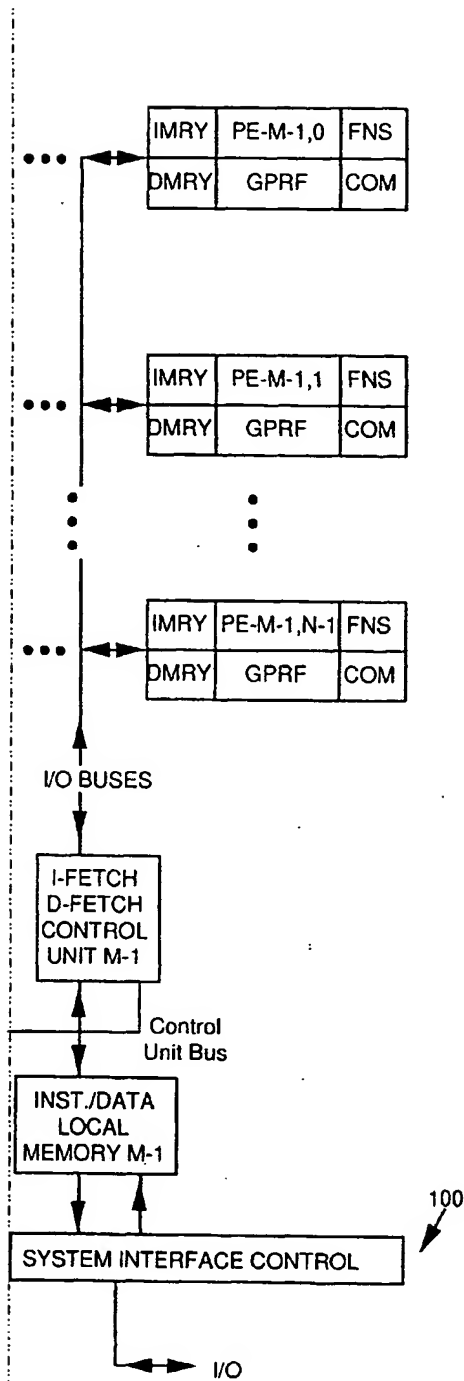 IMRY PE-M-1,0 FNS
DMRY GPRF COM
IMRY PE-M-1,1 FNS
DMRY GPRF COM
IMRY PE-M-1,N-1 FNS
DMRY GPRF COM
I/O BUSES
I-FETCH
D-FETCH
CONTROL
UNIT M-1
Control
Unit Bus
INST./DATA
LOCAL
MEMORY M-1
100
SYSTEM INTERFACE CONTROL
I/O